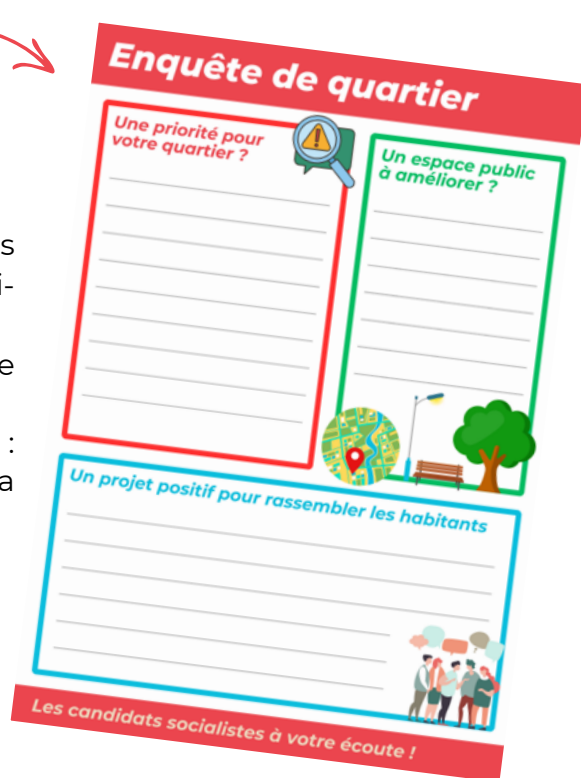 s
i-
e
:
a
Enquête de quartier
Une priorité pour
votre quartier ?
Un espace public
à améliorer ?
Un projet positif pour rassembler les habitants
Les candidats socialistes à votre écoute !